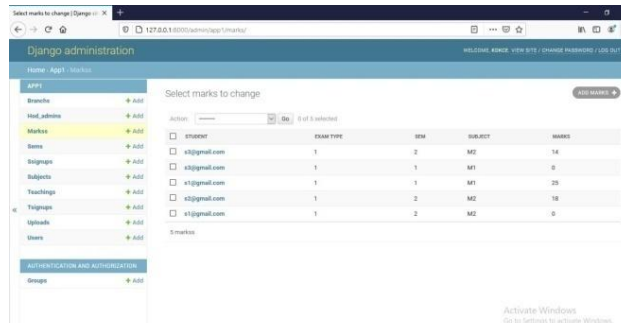 Select marks to change | Django sit
127.0.0.1:8000/admin/app1/marks/
Django administration
WELCOME, VIEW SITE / CHANGE PASSWORD / LOG OUT
Home › App1 › Markss
APP1
Branchs + Add
Hod_admins + Add
Markss + Add
Sems + Add
Ssignups + Add
Subjects + Add
Teachings + Add
Tsignups + Add
Uploads + Add
Users + Add
AUTHENTICATION AND AUTHORIZATION
Groups + Add
Select marks to change
ADD MARKS +
Action: --------- Go 0 of 5 selected
STUDENT EXAM TYPE SEM SUBJECT MARKS
s3@gmail.com 1 2 M2 14
s3@gmail.com 1 1 M1 0
s1@gmail.com 1 1 M1 25
s2@gmail.com 1 2 M2 18
s1@gmail.com 1 2 M2 0
5 markss
Activate Windows
Go to Settings to activate Windows.